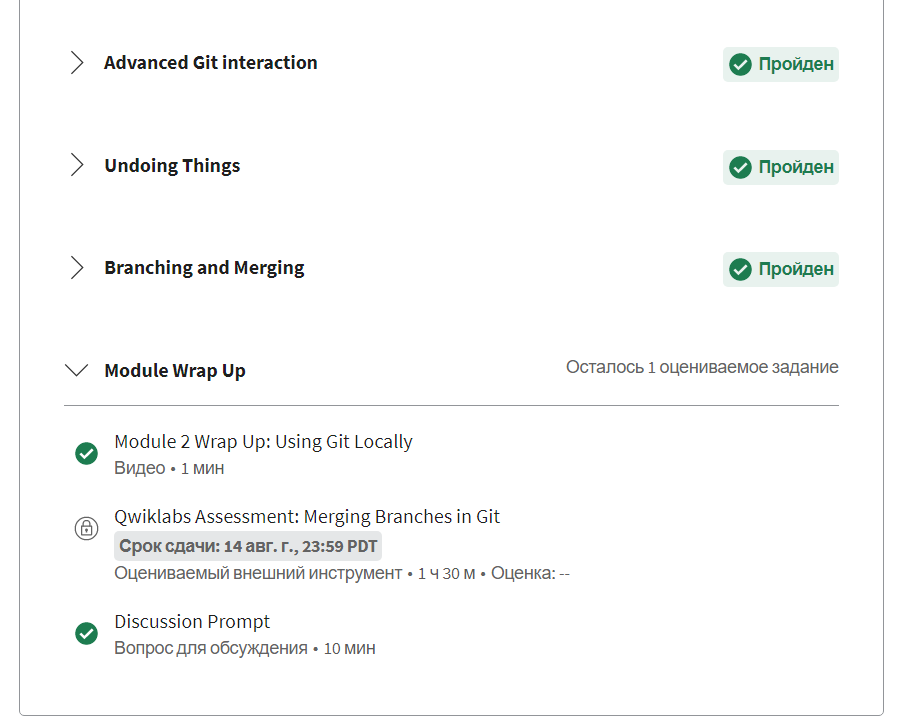 Advanced Git interaction
Пройден
Undoing Things
Пройден
Branching and Merging
Пройден
Module Wrap Up
Осталось 1 оцениваемое задание
Module 2 Wrap Up: Using Git Locally
Видео • 1 мин
Qwiklabs Assessment: Merging Branches in Git
Срок сдачи: 14 авг. г., 23:59 PDT
Оцениваемый внешний инструмент • 1 ч 30 м • Оценка: --
Discussion Prompt
Вопрос для обсуждения • 10 мин